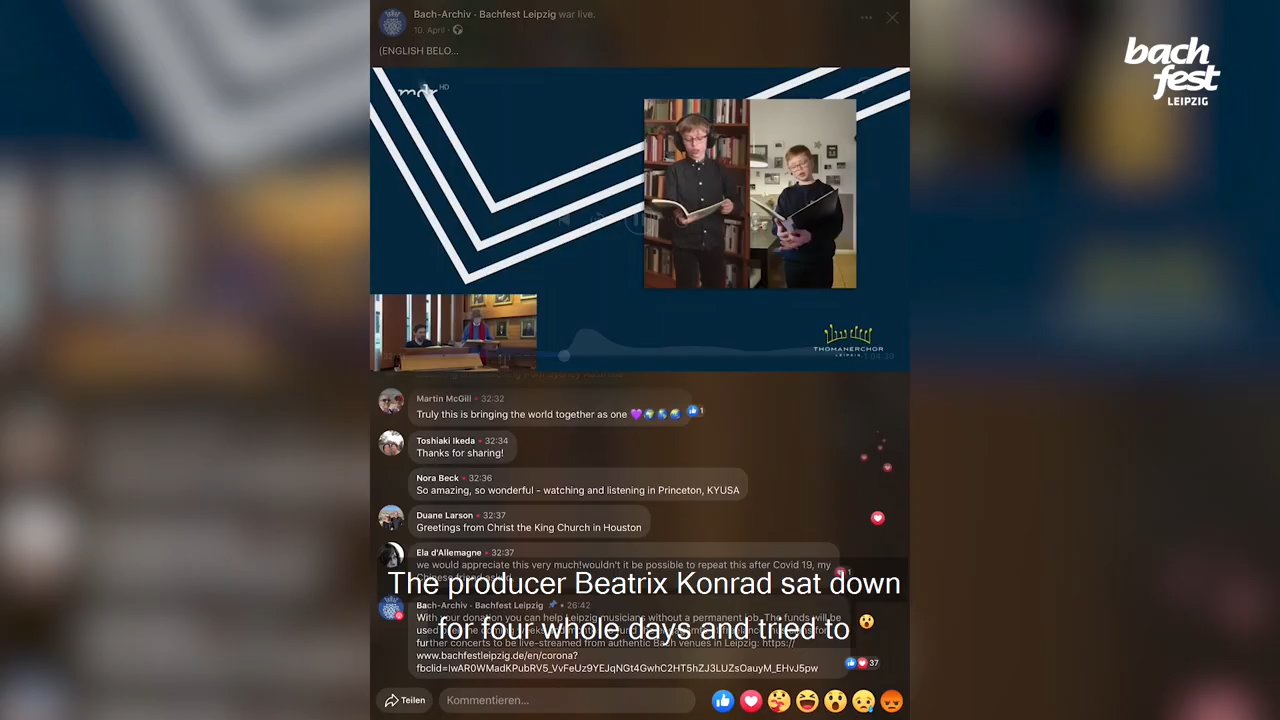 Bach-Archiv · Bachfest Leipzig war live.
10. April ·
(ENGLISH BELO...
bach
fest
LEIPZIG
mdr HD
THOMANERCHOR
LEIPZIG
1:04:39
Martin McGill • 32:32
Truly this is bringing the world together as one 💜🌍🌎🌏
1
Toshiaki Ikeda • 32:34
Thanks for sharing!
Nora Beck • 32:36
So amazing, so wonderful - watching and listening in Princeton, KYUSA
Duane Larson • 32:37
Greetings from Christ the King Church in Houston
Ela d'Allemagne • 32:37
we would appreciate this very much!wouldn't it be possible to repeat this after Covid 19, my
The producer Beatrix Konrad sat down
for four whole days and tried to
Bach-Archiv · Bachfest Leipzig • 26:42
With your donation you can help Leipzig musicians without a permanent job. The funds will be
further concerts to be live-streamed from authentic Bach venues in Leipzig: https://
www.bachfestleipzig.de/en/corona?
fbclid=IwAR0WMadKPubRV5_VvFeUz9YEJqNGt4GwhC2HT5hZJ3LUZsOauyM_EHvJ5pw
37
Teilen
Kommentieren...